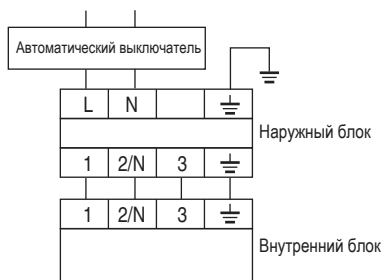 Автоматический выключатель
L N
Наружный блок
1 2/N 3
1 2/N 3
Внутренний блок